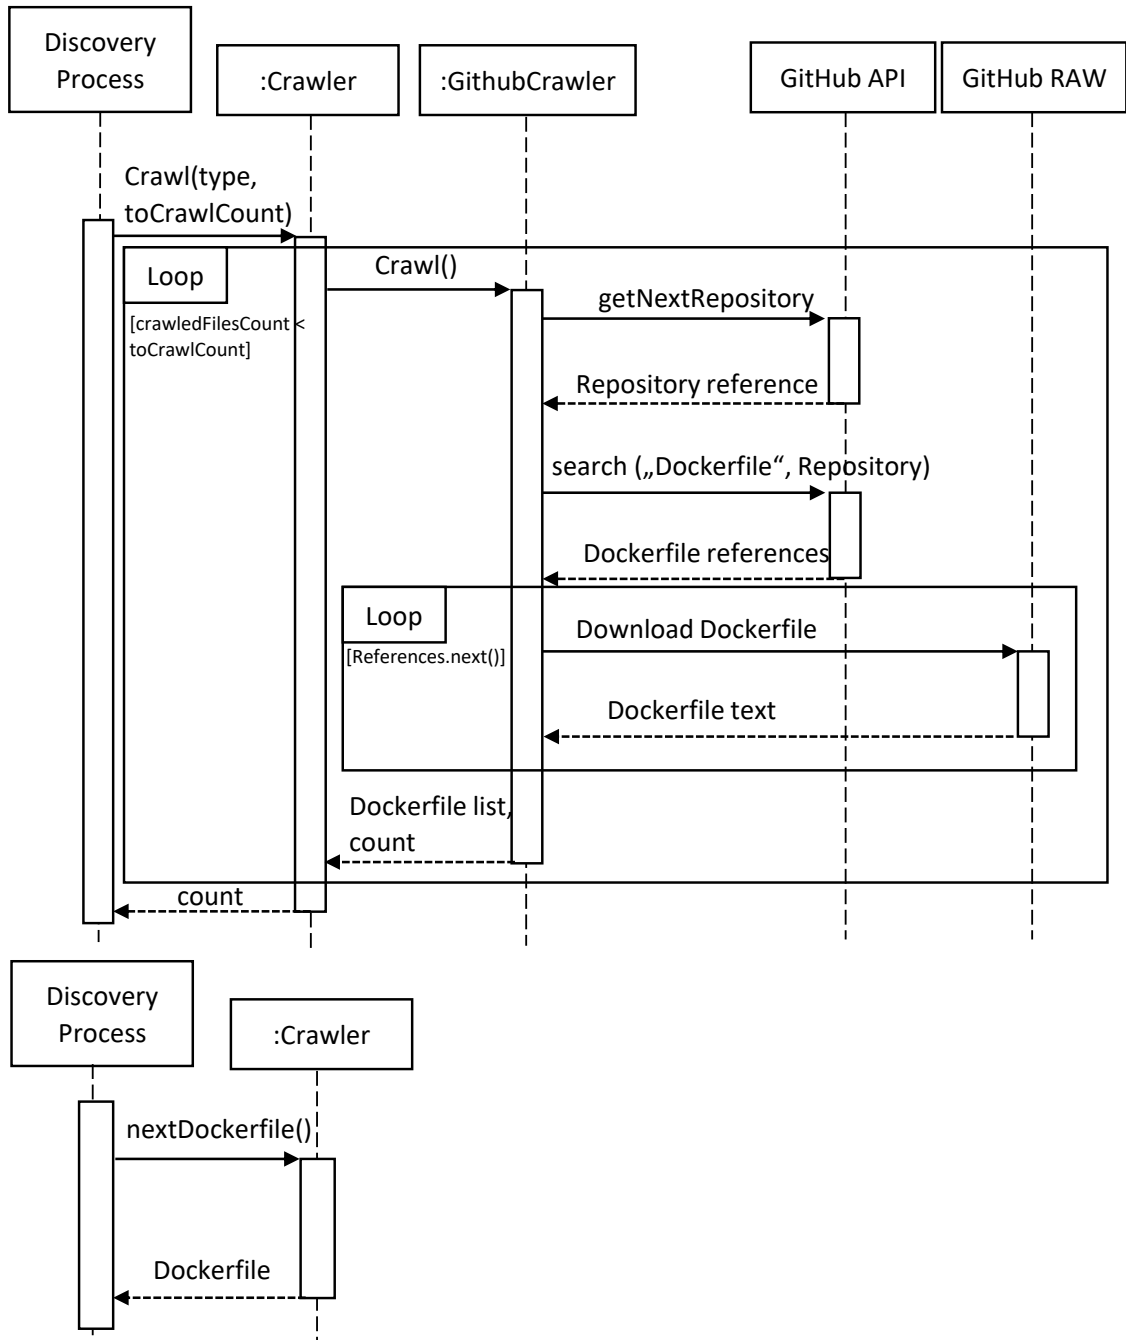 Discovery
Process
:Crawler
:GithubCrawler
GitHub API
GitHub RAW
Crawl(type,
toCrawlCount)
Loop
[crawledFilesCount <
toCrawlCount]
Crawl()
getNextRepository
Repository reference
search („Dockerfile“, Repository)
Dockerfile references
Loop
[References.next()]
Download Dockerfile
Dockerfile text
Dockerfile list,
count
count
Discovery
Process
:Crawler
nextDockerfile()
Dockerfile